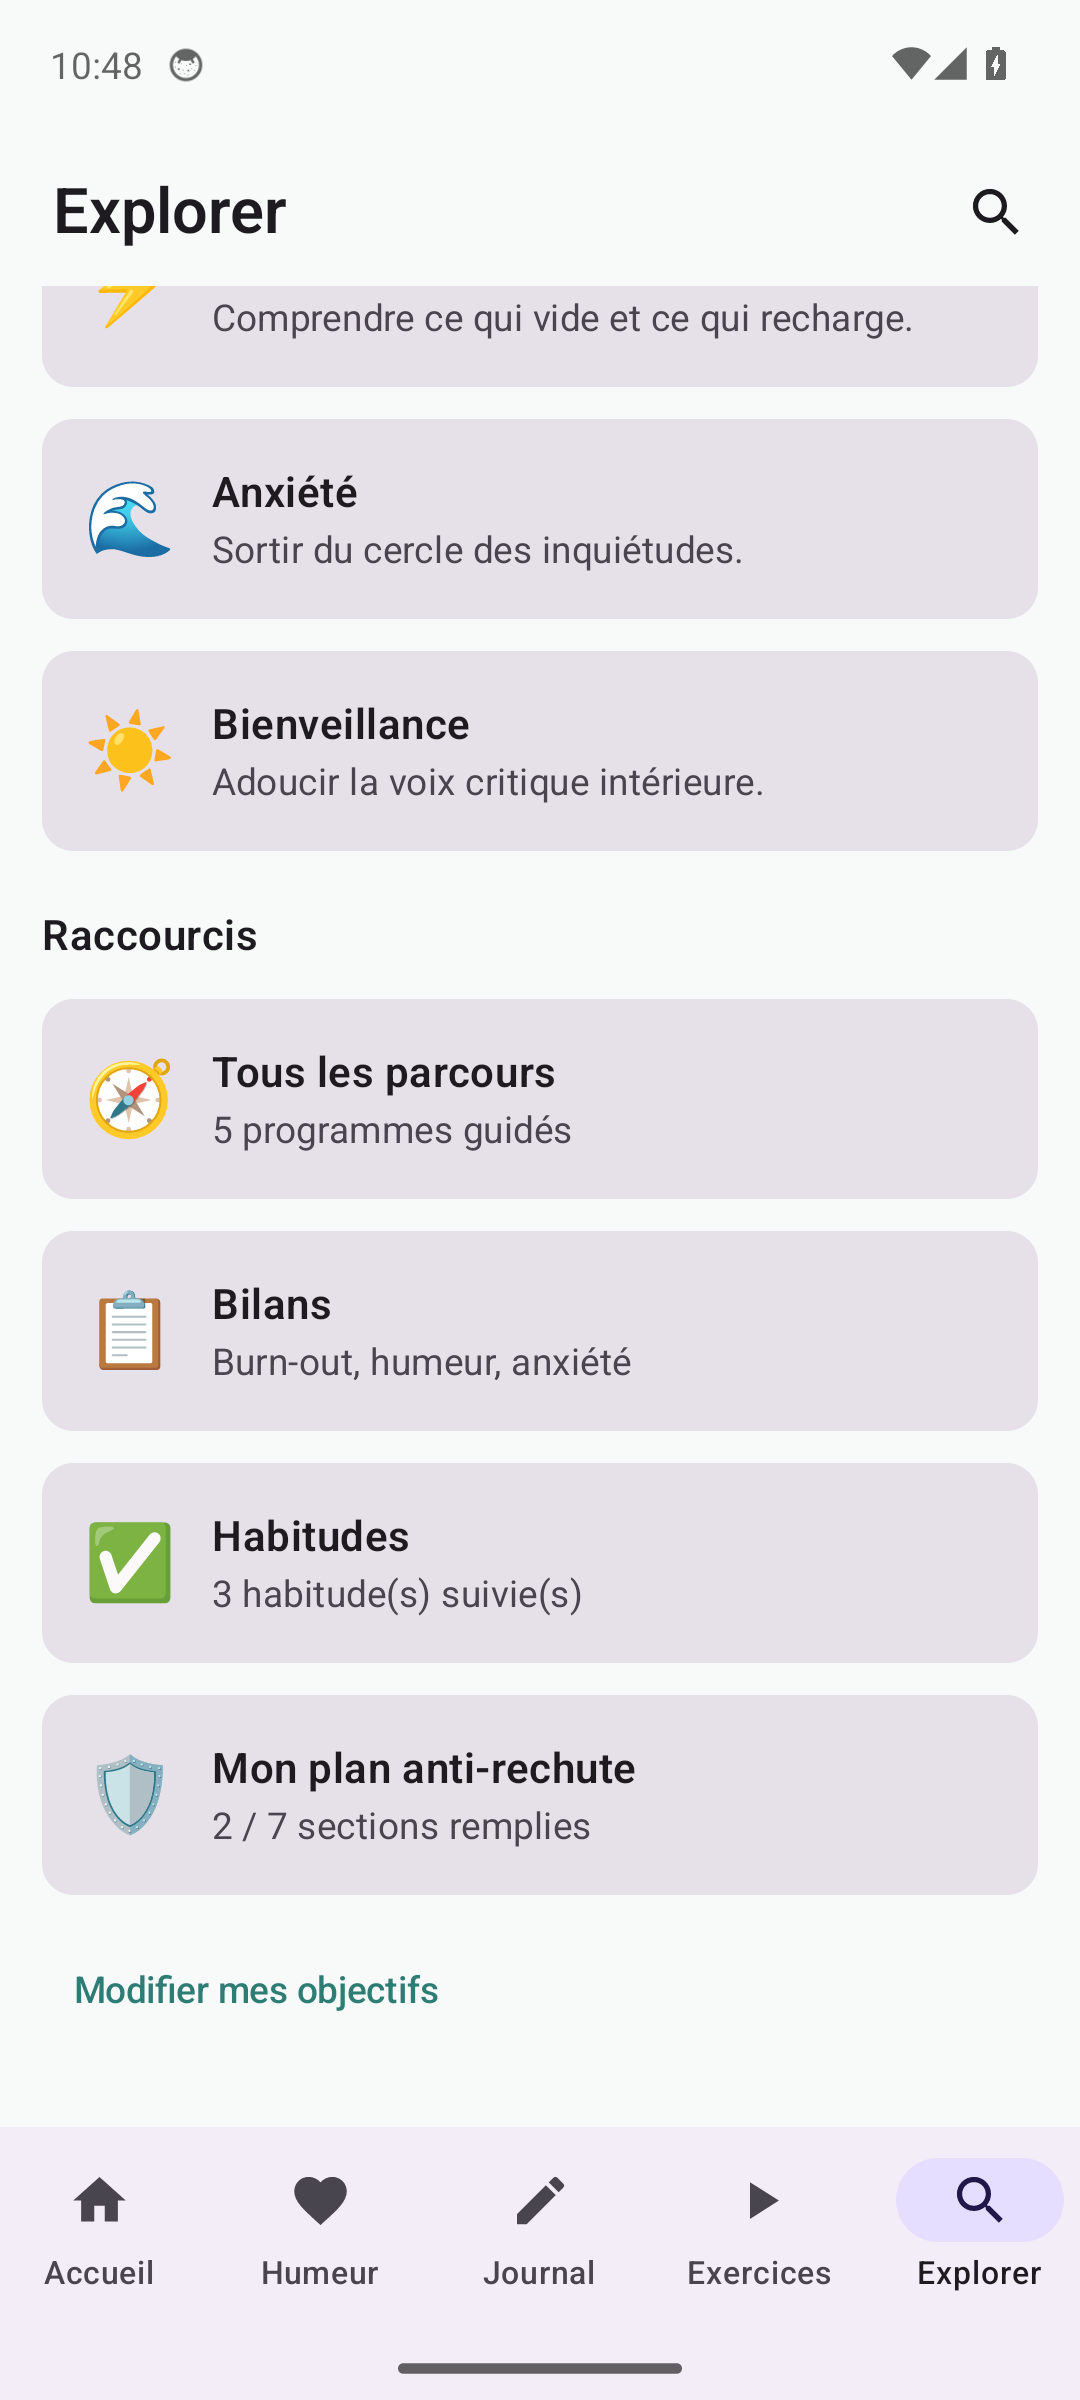 10:48
Explorer
Comprendre ce qui vide et ce qui recharge.
Anxiété
Sortir du cercle des inquiétudes.
Bienveillance
Adoucir la voix critique intérieure.
Raccourcis
Tous les parcours
5 programmes guidés
Bilans
Burn-out, humeur, anxiété
Habitudes
3 habitude(s) suivie(s)
Mon plan anti-rechute
2 / 7 sections remplies
Modifier mes objectifs
Accueil
Humeur
Journal
Exercices
Explorer